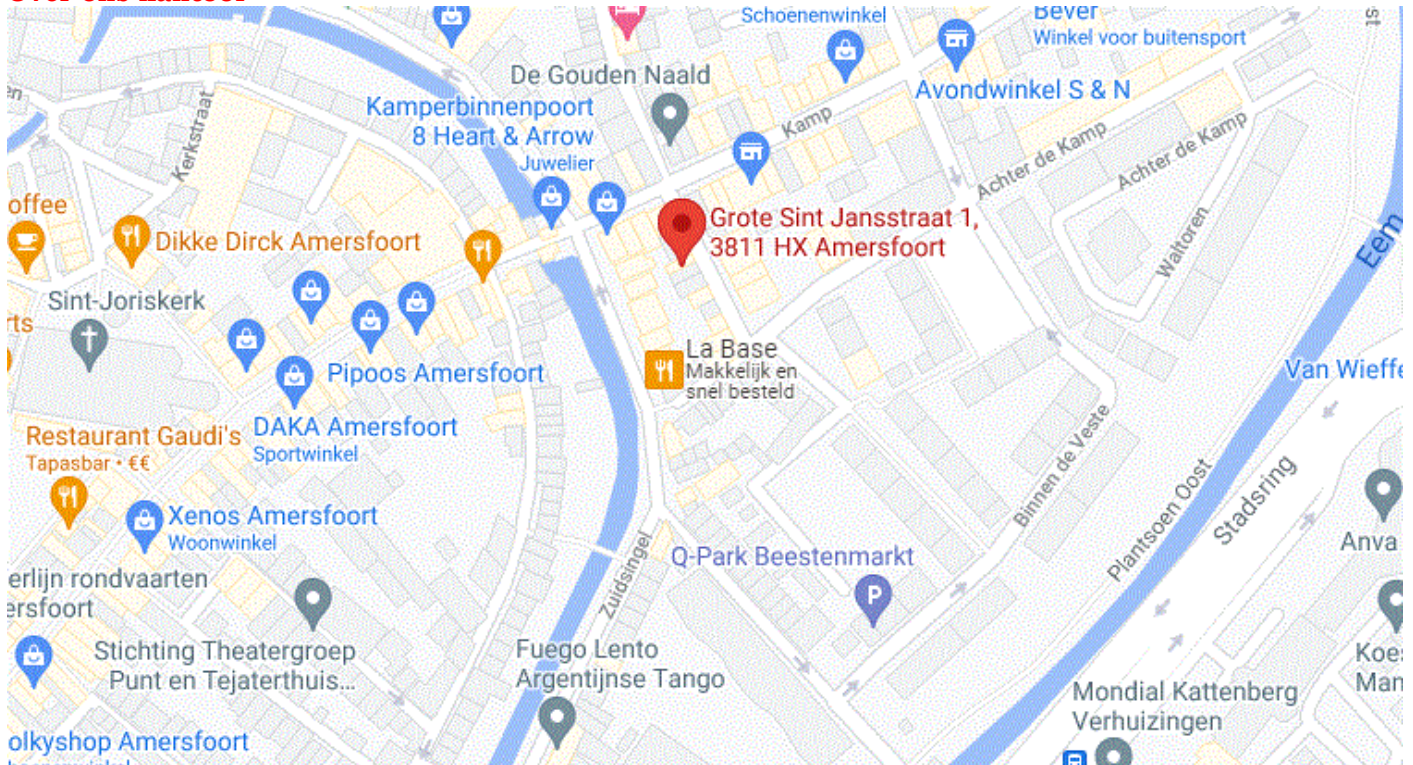 Schoenenwinkel
Bever
Winkel voor buitensport
De Gouden Naald
Avondwinkel S & N
Kamperbinnenpoort
8 Heart & Arrow
Juwelier
Kamp
Kerkstraat
Achter de Kamp
Achter de Kamp
offee
Dikke Dirck Amersfoort
Grote Sint Jansstraat 1,
3811 HX Amersfoort
Waltoren
Eem
Sint-Joriskerk
rts
La Base
Makkelijk en
snel besteld
Pipoos Amersfoort
Van Wieffe
Restaurant Gaudi's
Tapasbar • €€
DAKA Amersfoort
Sportwinkel
Binnen de Veste
Plantsoen Oost
Stadsring
Xenos Amersfoort
Woonwinkel
Anva
Q-Park Beestenmarkt
P
Zuidsingel
erlijn rondvaarten
ersfoort
Stichting Theatergroep
Punt en Tejaterthuis...
Fuego Lento
Argentijnse Tango
Koes
Man
Mondial Kattenberg
Verhuizingen
olkyshop Amersfoort